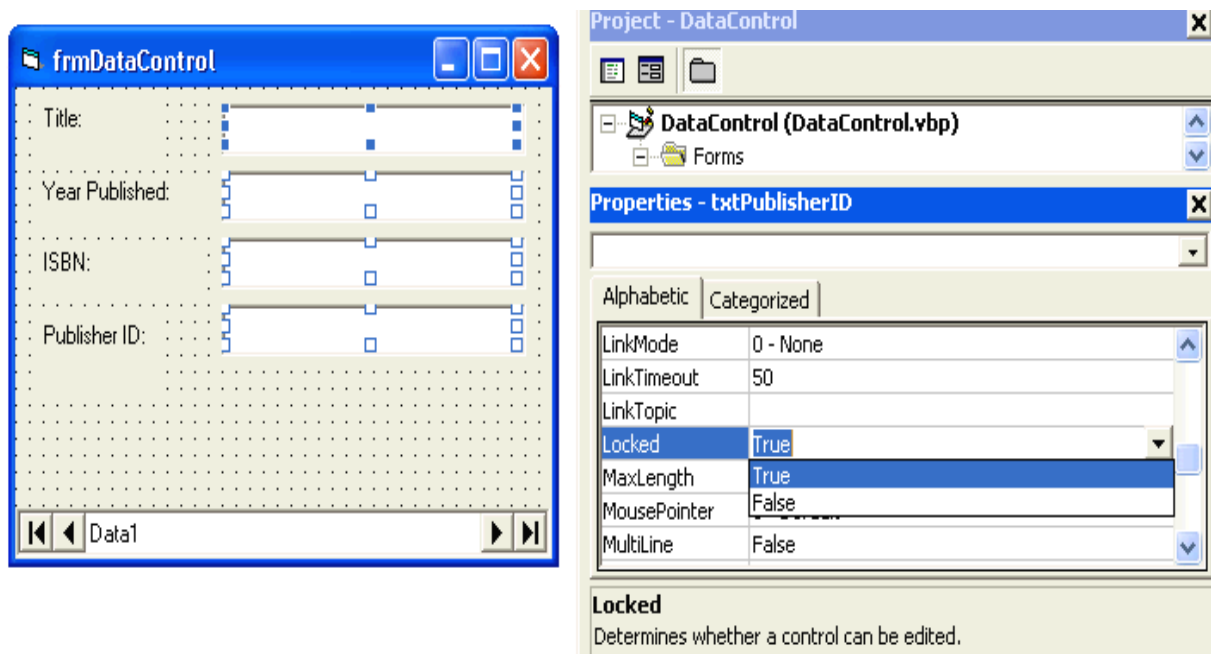 frmDataControl
Title:
Year Published:
ISBN:
Publisher ID:
Data1
Project - DataControl
DataControl (DataControl.vbp)
Forms
Properties - txtPublisherID
Alphabetic Categorized
LinkMode 0 - None
LinkTimeout 50
LinkTopic
Locked True
MaxLength True
False
MousePointer
MultiLine False
Locked
Determines whether a control can be edited.